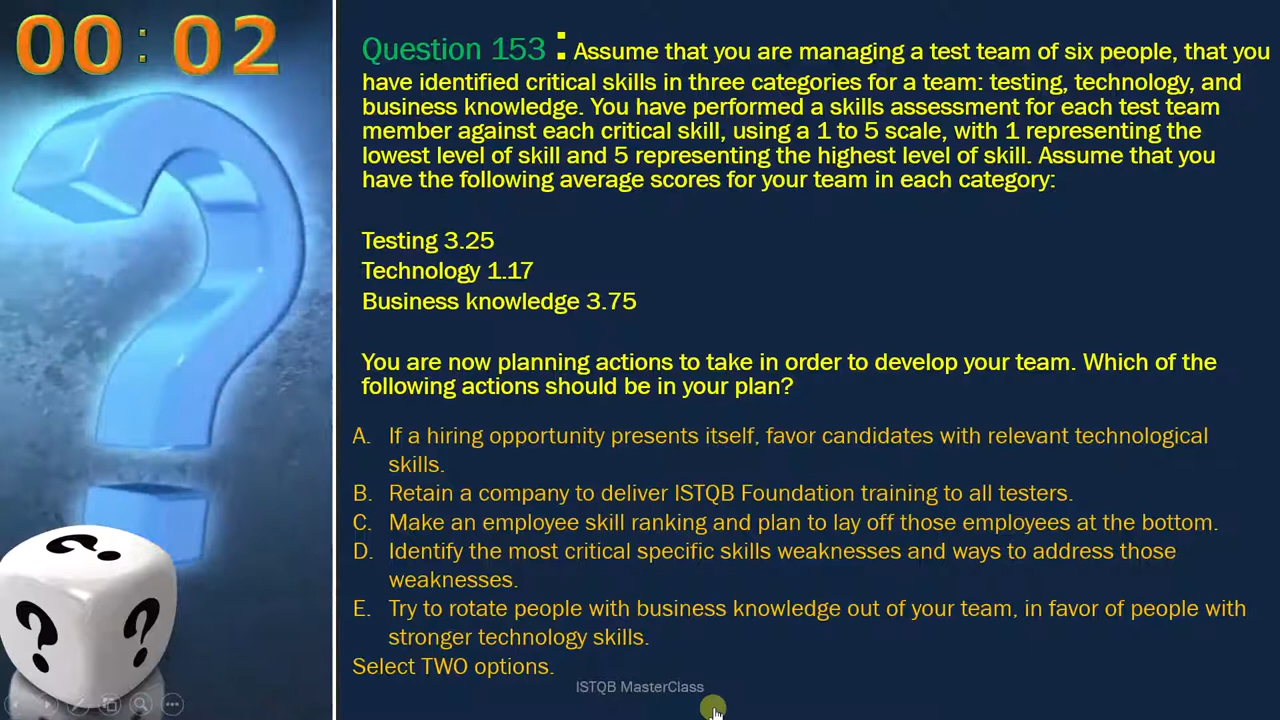 00:02
Question 153 : Assume that you are managing a test team of six people, that you
have identified critical skills in three categories for a team: testing, technology, and
business knowledge. You have performed a skills assessment for each test team
member against each critical skill, using a 1 to 5 scale, with 1 representing the
lowest level of skill and 5 representing the highest level of skill. Assume that you
have the following average scores for your team in each category:
Testing 3.25
Technology 1.17
Business knowledge 3.75
You are now planning actions to take in order to develop your team. Which of the
following actions should be in your plan?
A. If a hiring opportunity presents itself, favor candidates with relevant technological
skills.
B. Retain a company to deliver ISTQB Foundation training to all testers.
C. Make an employee skill ranking and plan to lay off those employees at the bottom.
D. Identify the most critical specific skills weaknesses and ways to address those
weaknesses.
E. Try to rotate people with business knowledge out of your team, in favor of people with
stronger technology skills.
Select TWO options.
ISTQB MasterClass